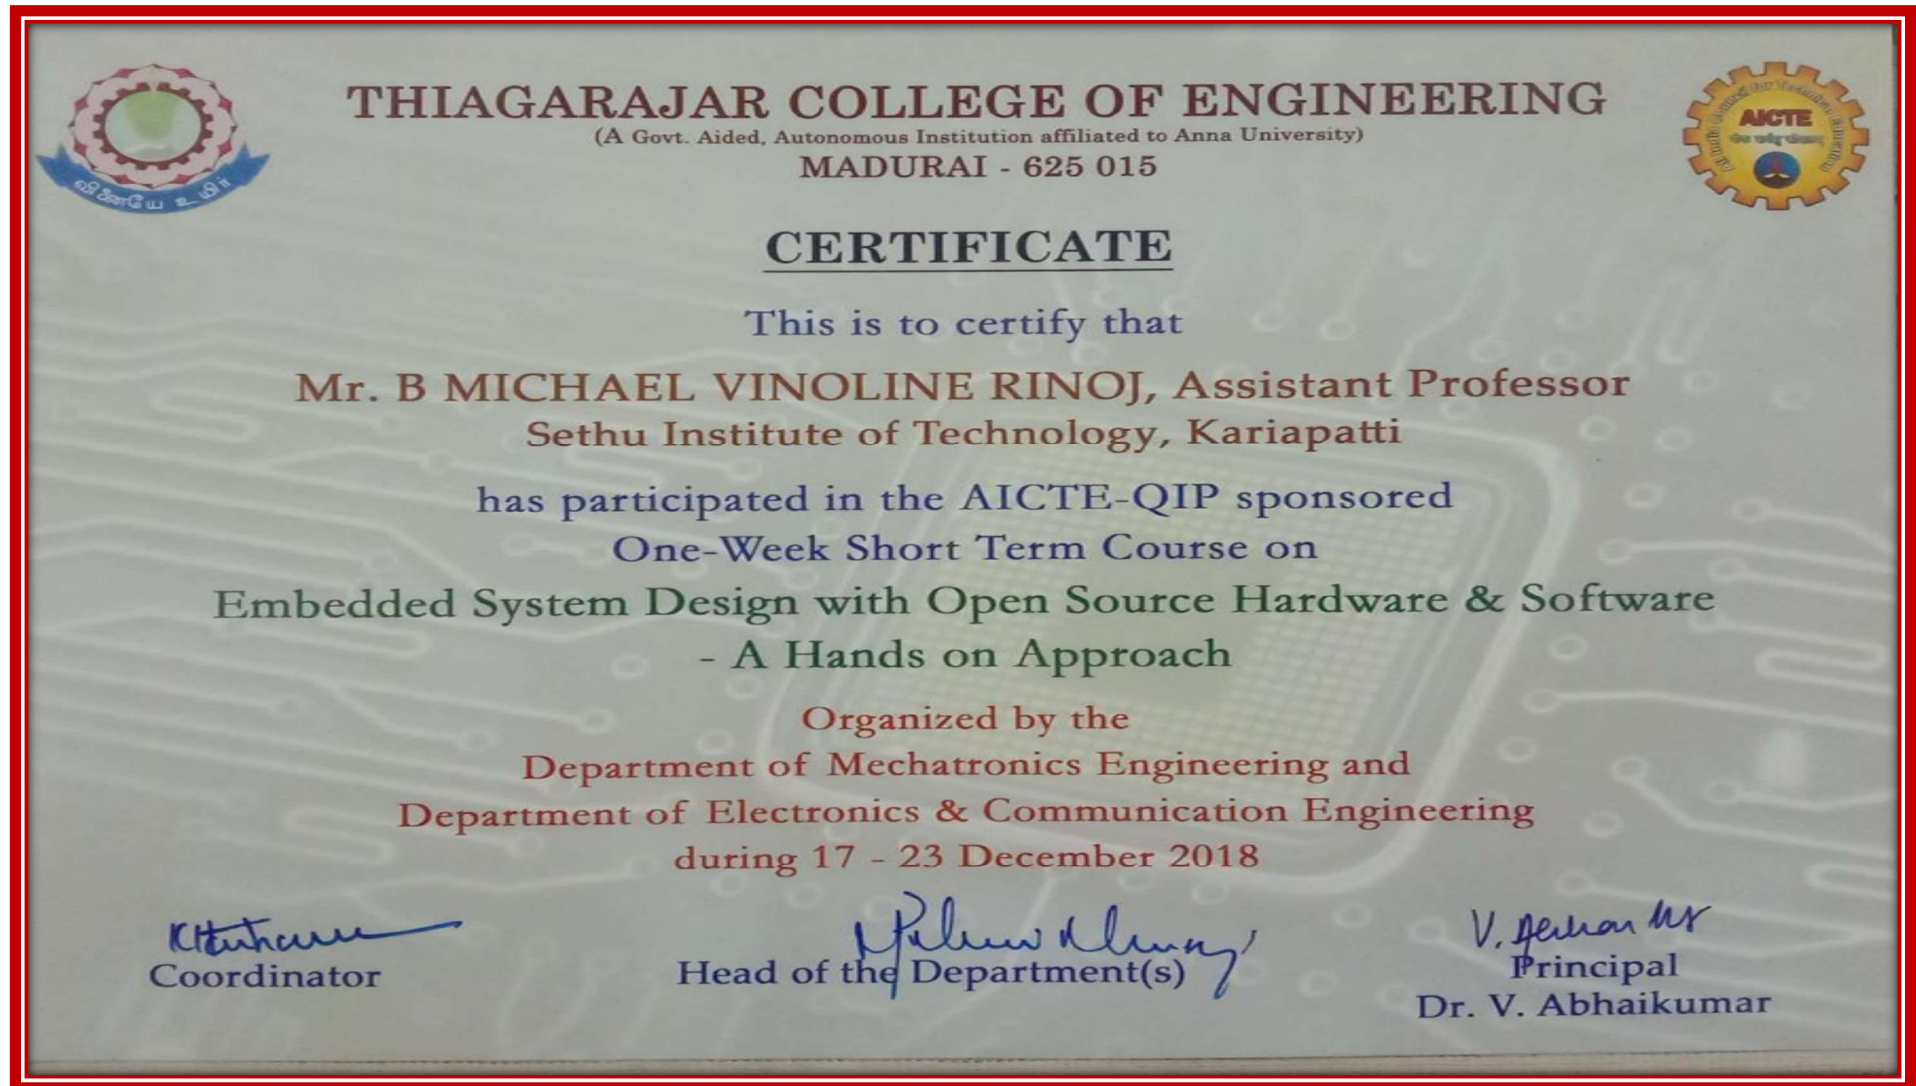 THIAGARAJAR COLLEGE OF ENGINEERING
(A Govt. Aided, Autonomous Institution affiliated to Anna University)
MADURAI - 625 015
வினையே உயிர்
AICTE
CERTIFICATE
This is to certify that
Mr. B MICHAEL VINOLINE RINOJ, Assistant Professor
Sethu Institute of Technology, Kariapatti
has participated in the AICTE-QIP sponsored
One-Week Short Term Course on
Embedded System Design with Open Source Hardware & Software
- A Hands on Approach
Organized by the
Department of Mechatronics Engineering and
Department of Electronics & Communication Engineering
during 17 - 23 December 2018
Coordinator
Head of the Department(s)
Principal
Dr. V. Abhaikumar